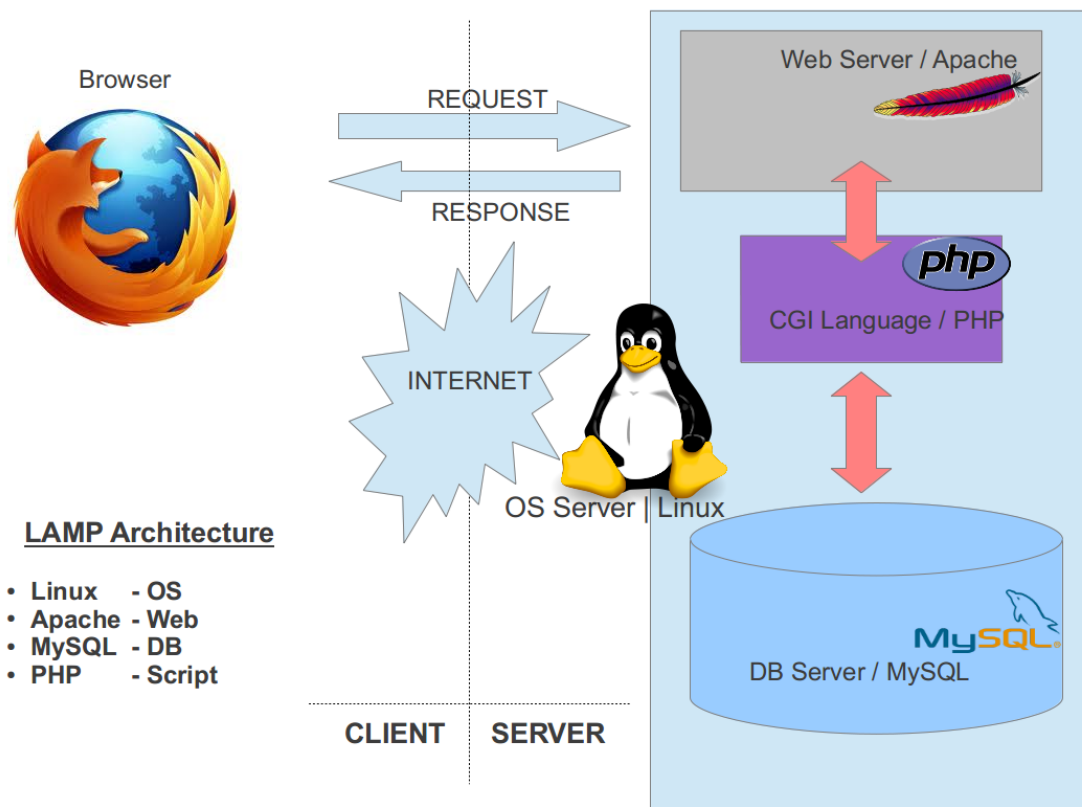 Browser
REQUEST
RESPONSE
INTERNET
Web Server / Apache
php
CGI Language / PHP
OS Server | Linux
MySQL
DB Server / MySQL
LAMP Architecture
• Linux - OS
• Apache - Web
• MySQL - DB
• PHP - Script
CLIENT SERVER